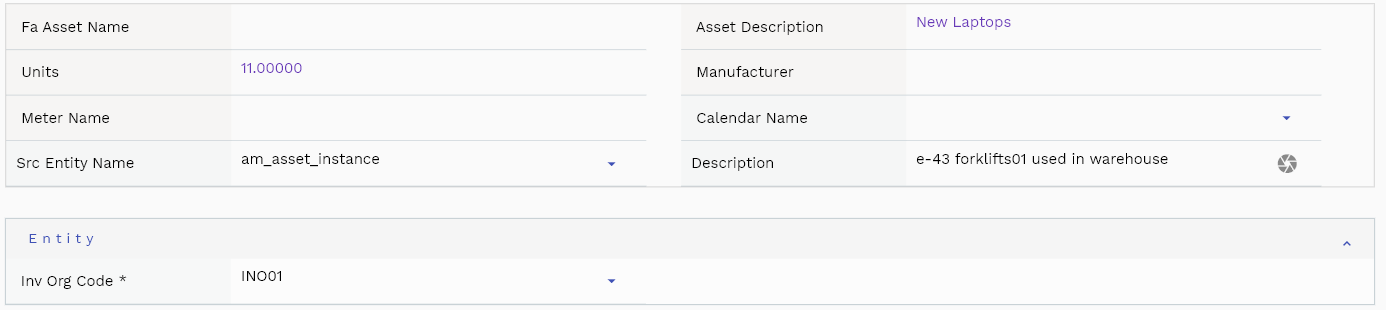 Fa Asset Name
Asset Description New Laptops
Units 11.00000
Manufacturer
Meter Name
Calendar Name
Src Entity Name am_asset_instance
Description e-43 forklifts01 used in warehouse
Entity
Inv Org Code * INO01